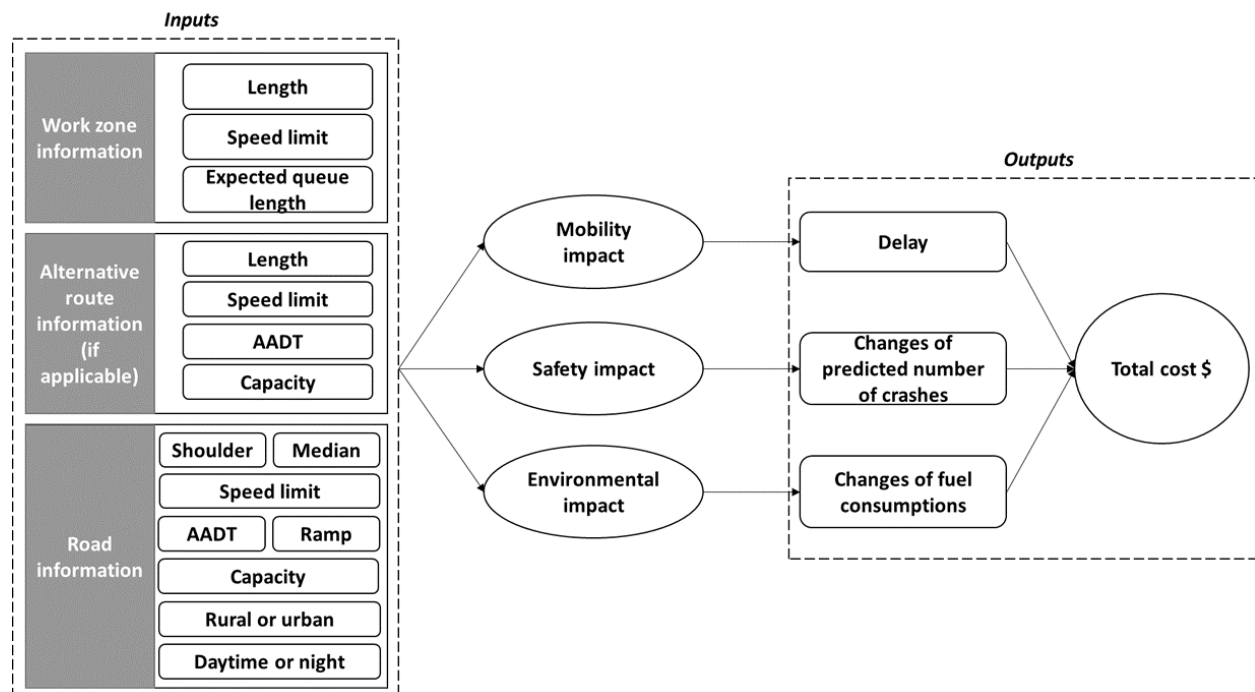 Inputs
Work zone
information
Length
Speed limit
Expected queue
length
Alternative
route
information
(if
applicable)
Length
Speed limit
AADT
Capacity
Road
information
Shoulder
Median
Speed limit
AADT
Ramp
Capacity
Rural or urban
Daytime or night
Mobility
impact
Safety impact
Environmental
impact
Outputs
Delay
Changes of
predicted number
of crashes
Changes of fuel
consumptions
Total cost $